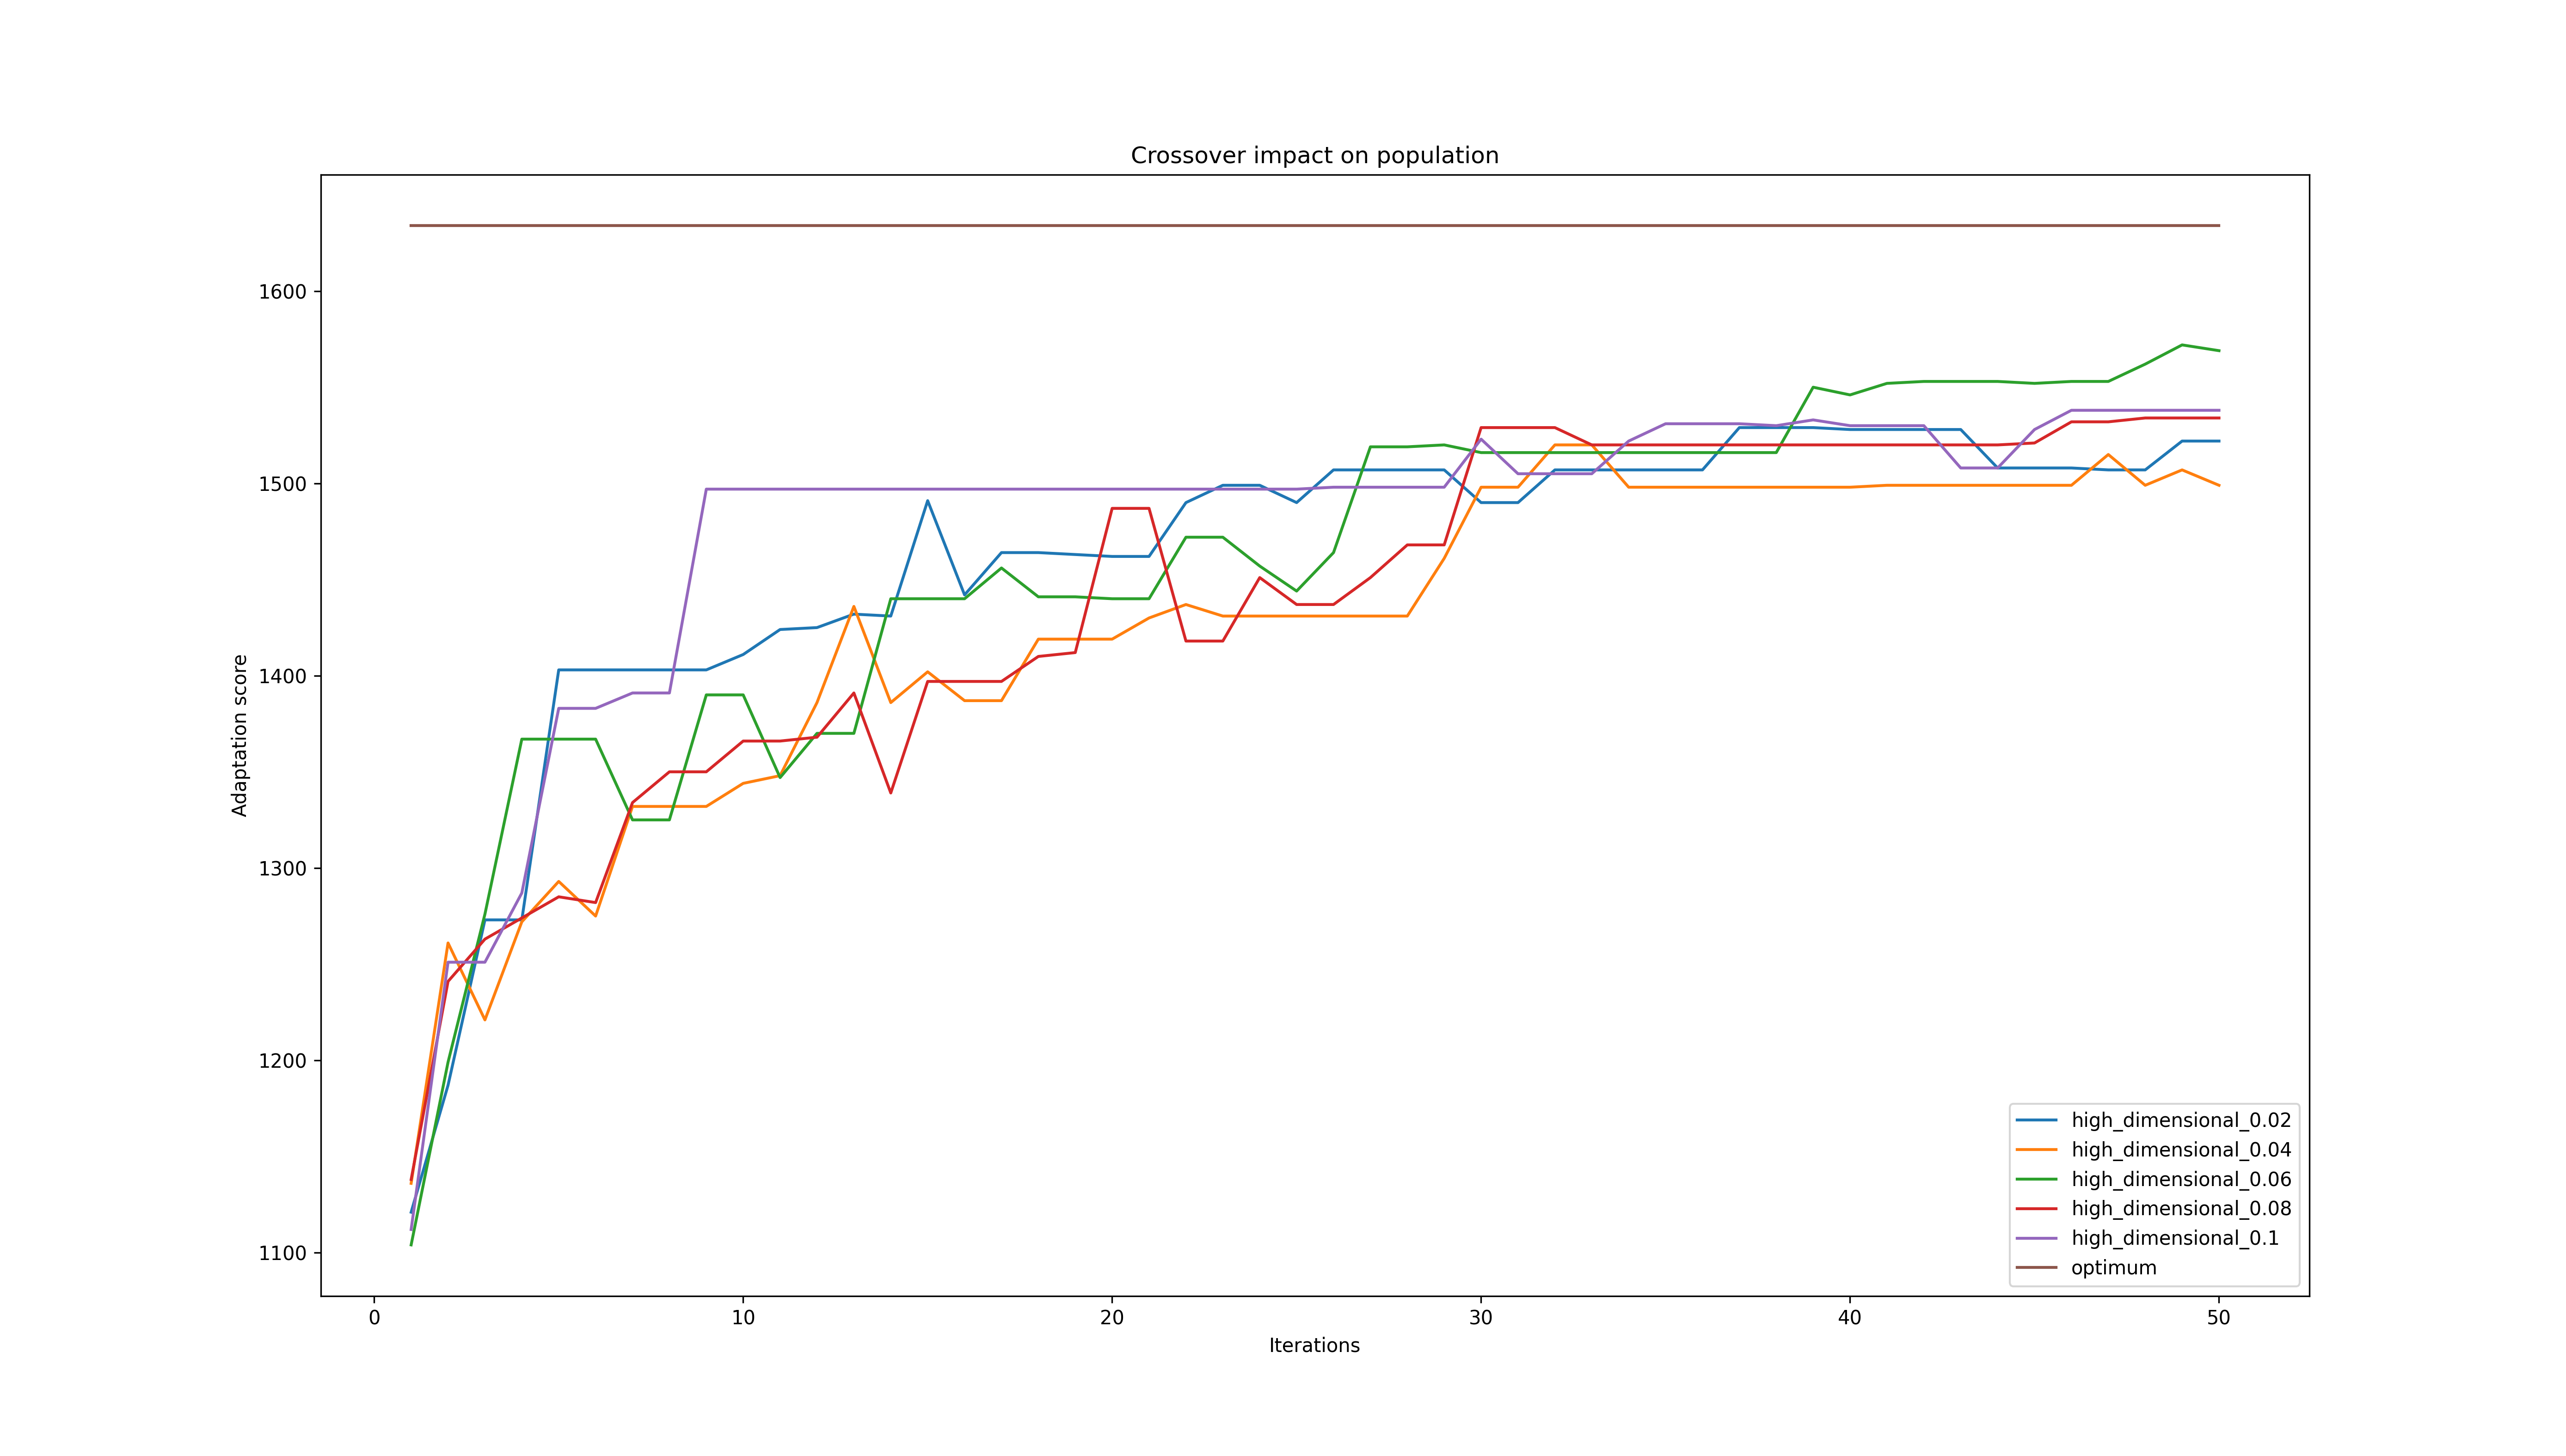 Crossover impact on population
Adaptation score
1600
1500
1400
1300
1200
1100
0 10 20 30 40 50
Iterations
high_dimensional_0.02
high_dimensional_0.04
high_dimensional_0.06
high_dimensional_0.08
high_dimensional_0.1
optimum